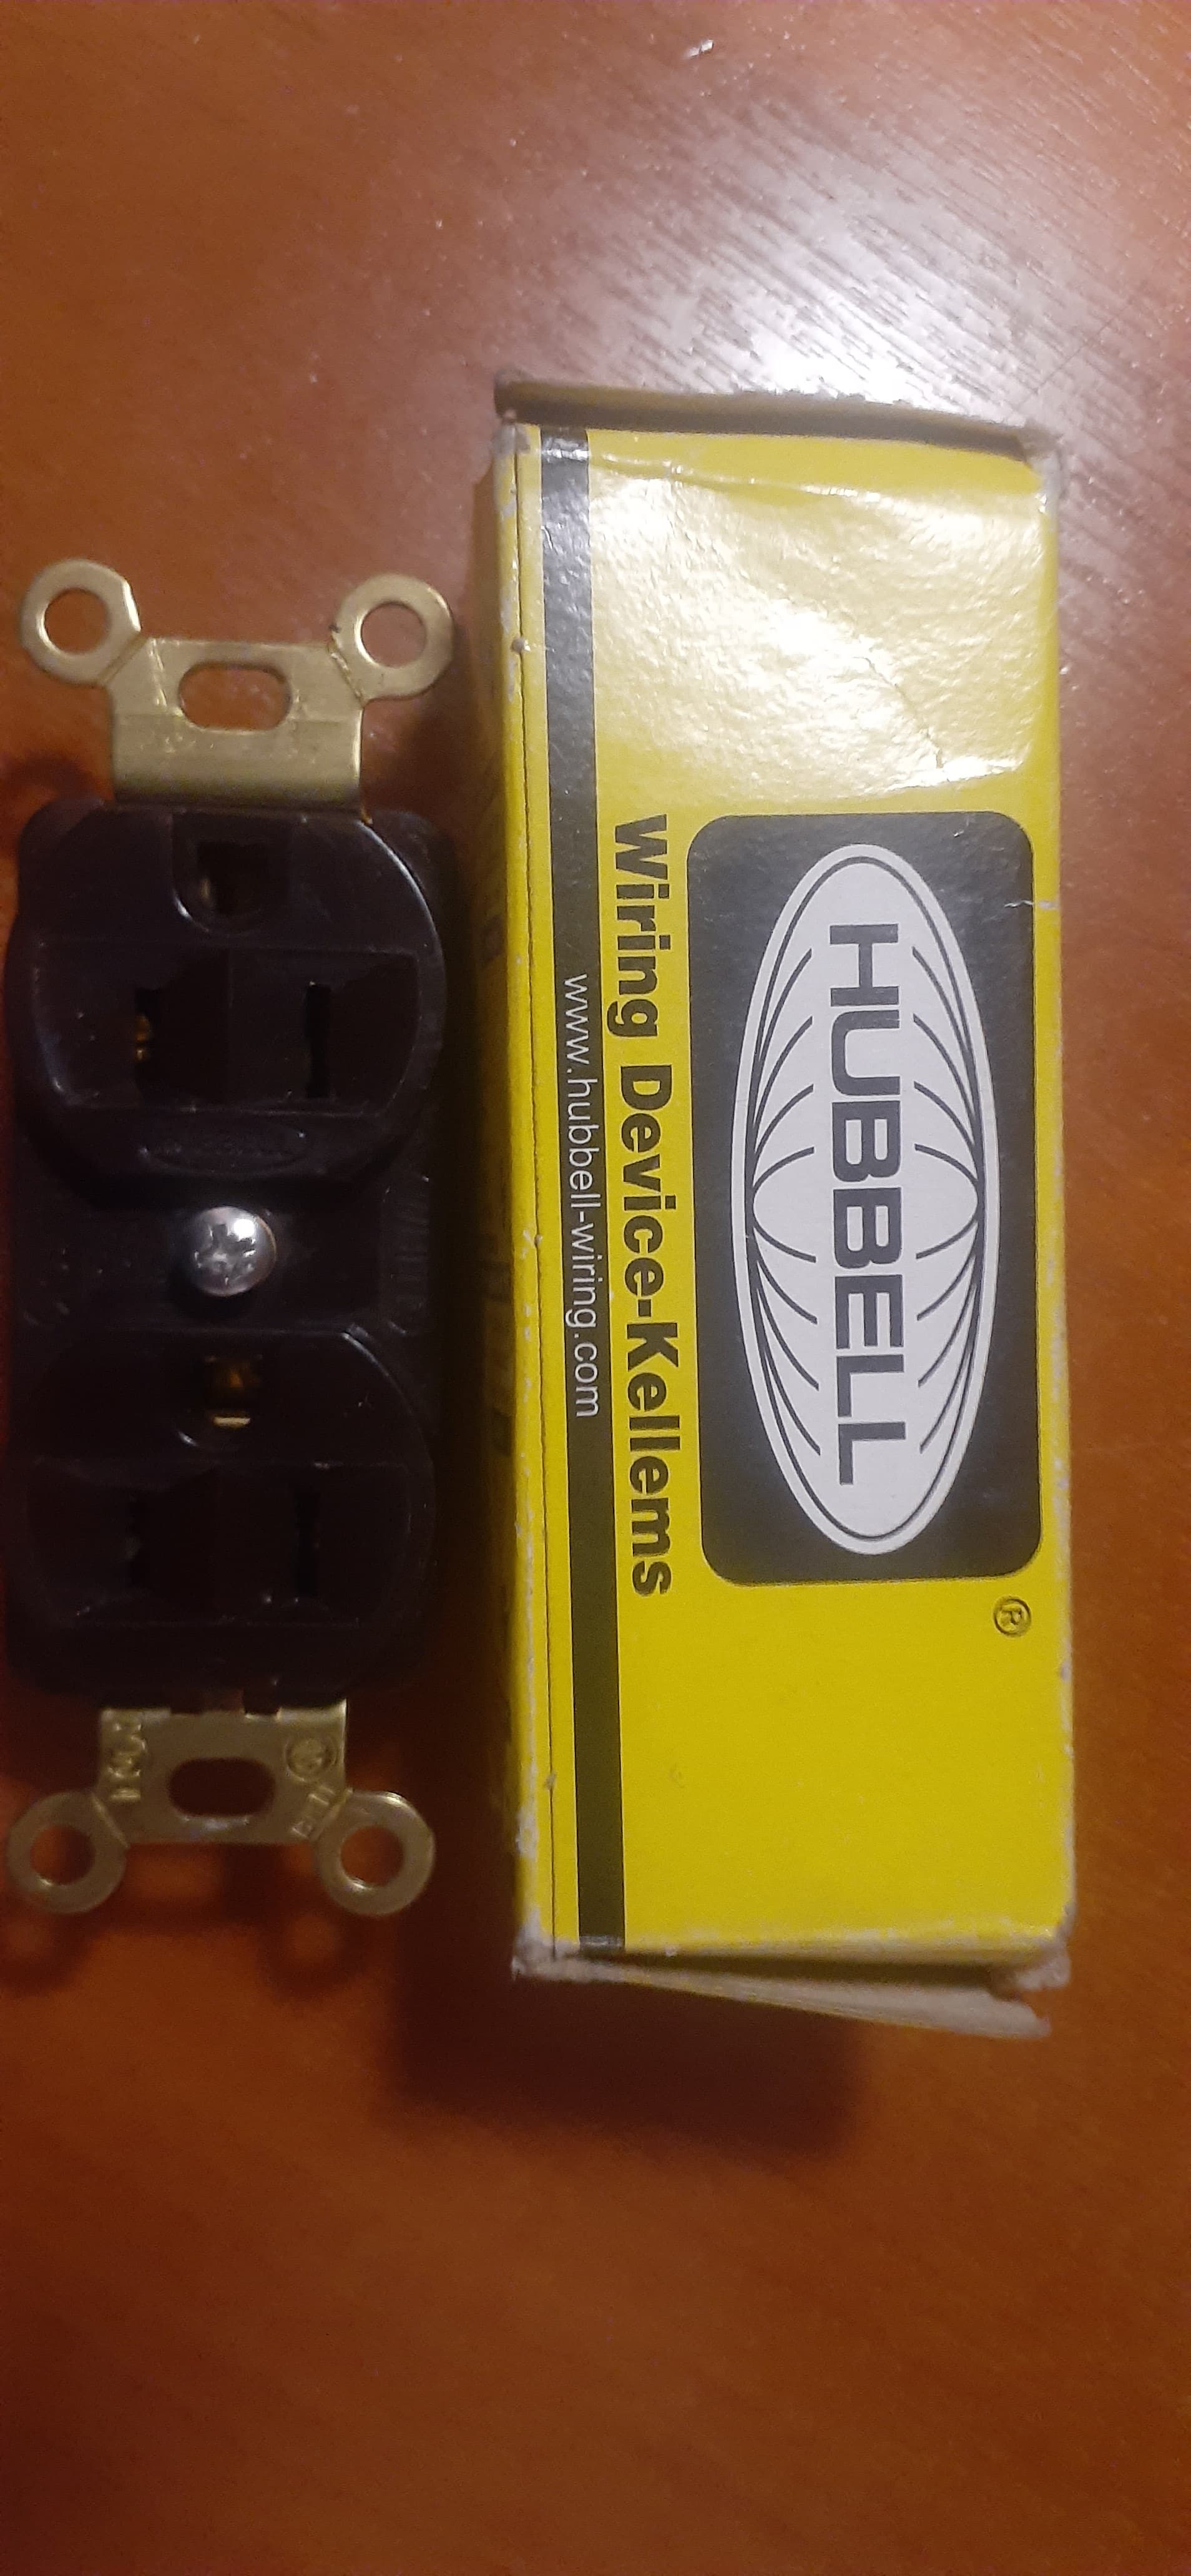 HUBBELL
®
Wiring Device-Kellems
www.hubbell-wiring.com